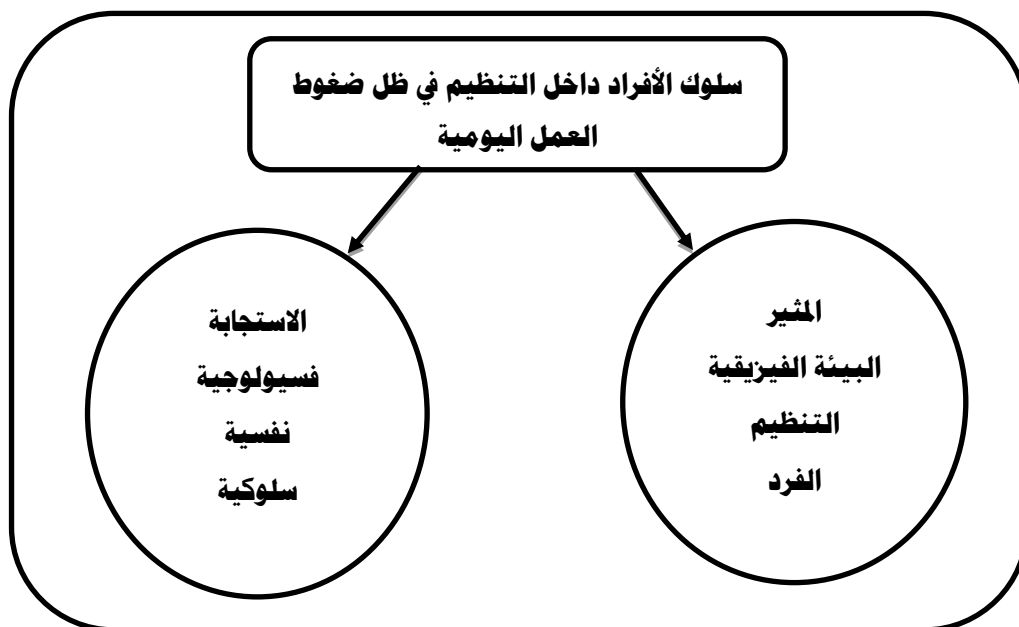 سلوك الأفراد داخل التنظيم في ظل ضغوط
العمل اليومية
المثير
البيئة الفيزيقية
التنظيم
الفرد
الاستجابة
فسيولوجية
نفسية
سلوكية